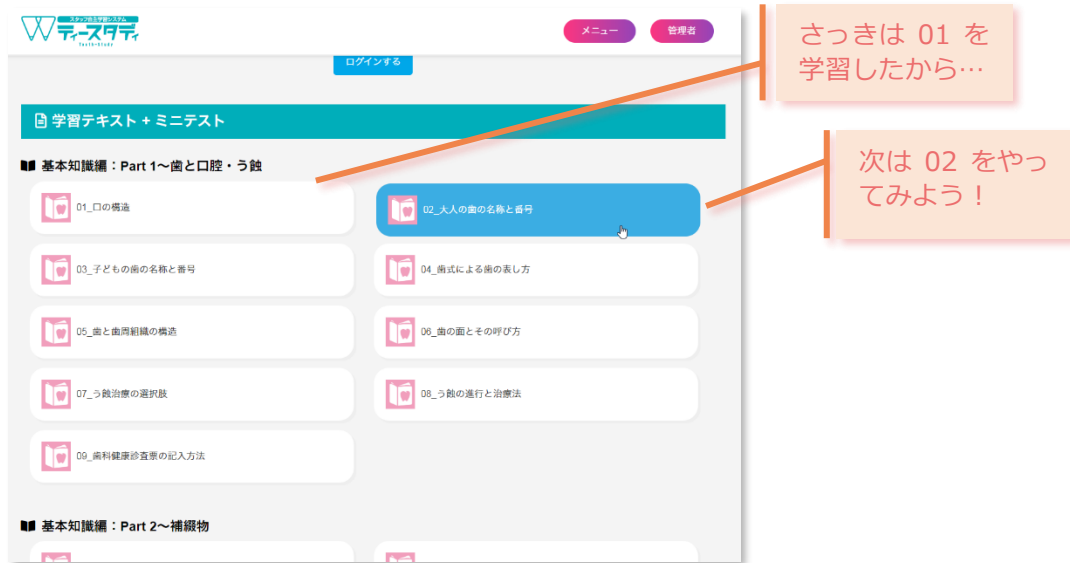 スタッフ自主学習システム
ティースタディ
Teeth-Study
メニュー
管理者
ログインする
学習テキスト + ミニテスト
基本知識編：Part 1～歯と口腔・う蝕
01_口の構造
02_大人の歯の名称と番号
03_子どもの歯の名称と番号
04_歯式による歯の表し方
05_歯と歯周組織の構造
06_歯の面とその呼び方
07_う蝕治療の選択肢
08_う蝕の進行と治療法
09_歯科健康診査票の記入方法
基本知識編：Part 2～補綴物
さっきは 01 を
学習したから…
次は 02 をやっ
てみよう！